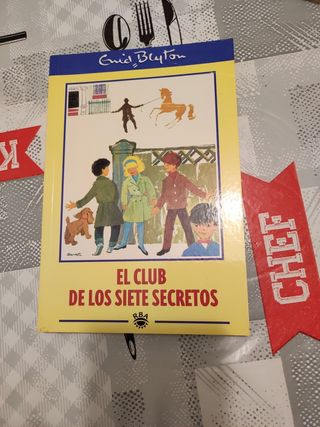 Enid Blyton
EL CLUB
DE LOS SIETE SECRETOS
RBA
CHEF
K